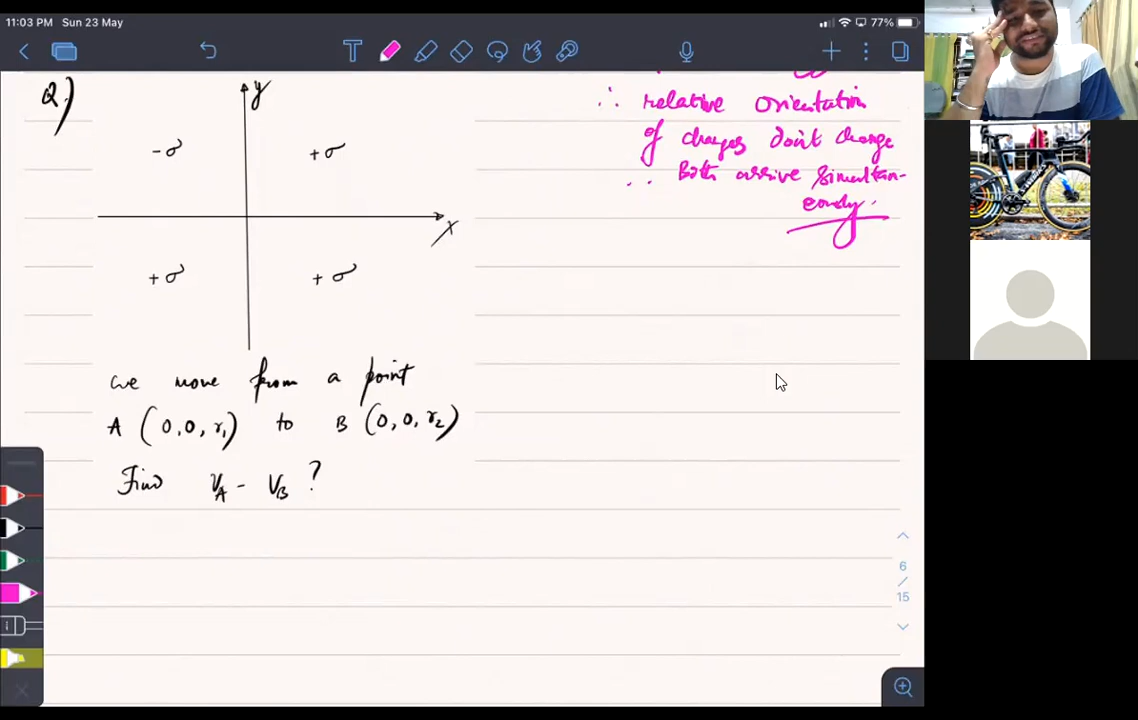 11:03 PM Sun 23 May
77%
T
Q.)
y
-σ
+σ
x
+σ
+σ
we move from a point
A (0,0,r₁) to B (0,0,r₂)
Find V_A - V_B ?
∴ relative orientation
of charges don't change
∴ Both arrive simultan-
eously.
6
/
15